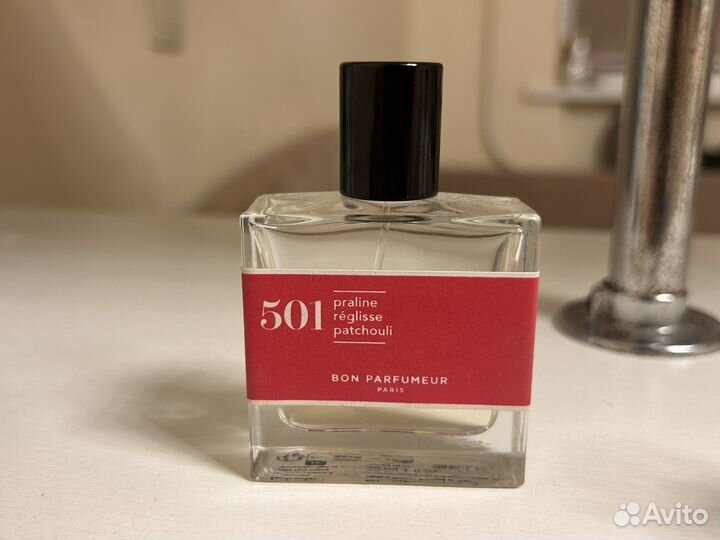 501
praline
réglisse
patchouli
BON PARFUMEUR
PARIS
Avito